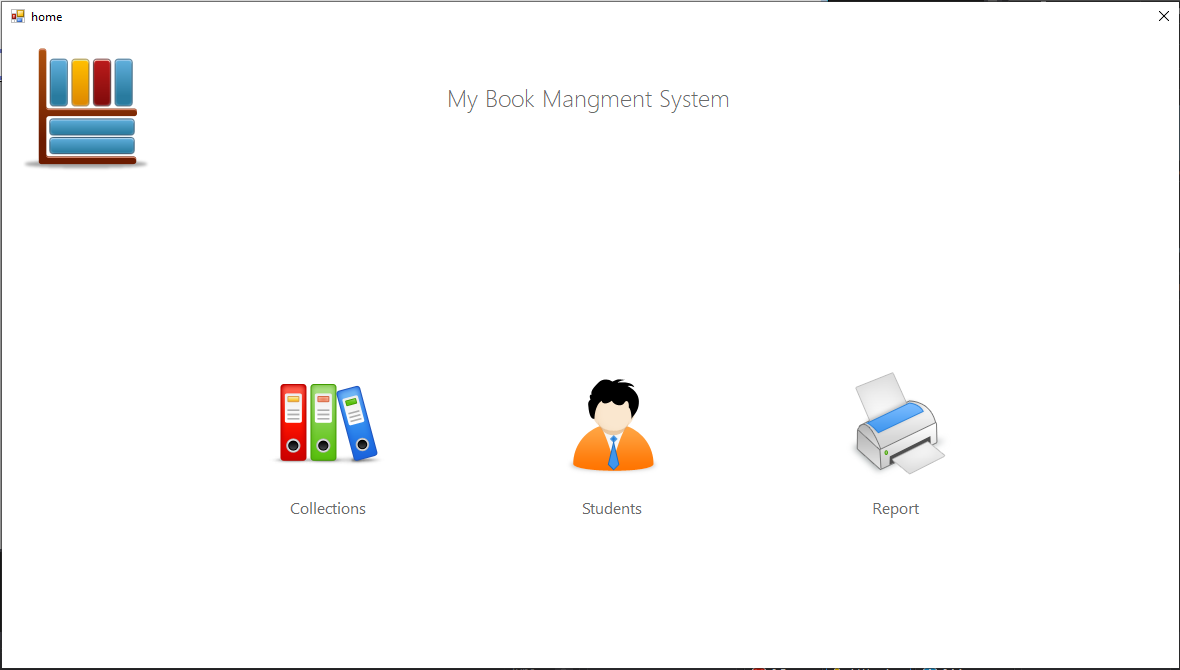 home
My Book Mangment System
Collections
Students
Report